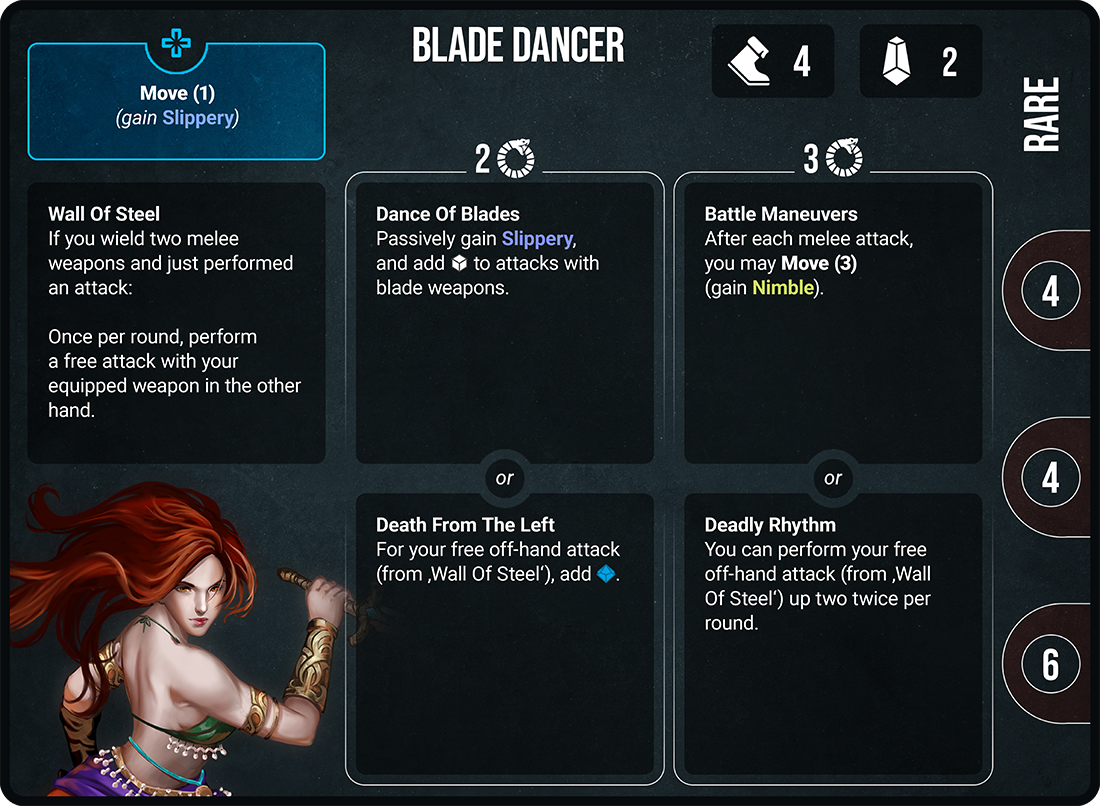 BLADE DANCER
4
2
RARE
Move (1)
(gain Slippery)
Wall Of Steel
If you wield two melee
weapons and just performed
an attack:
Once per round, perform
a free attack with your
equipped weapon in the other
hand.
2
Dance Of Blades
Passively gain Slippery,
and add to attacks with
blade weapons.
or
Death From The Left
For your free off-hand attack
(from ‚Wall Of Steel‘), add .
3
Battle Maneuvers
After each melee attack,
you may Move (3)
(gain Nimble).
or
Deadly Rhythm
You can perform your free
off-hand attack (from ‚Wall
Of Steel‘) up two twice per
round.
4
4
6